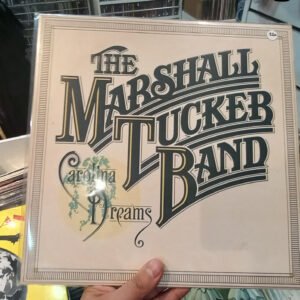 THE
MARSHALL
TUCKER
BAND
Carolina
Dreams